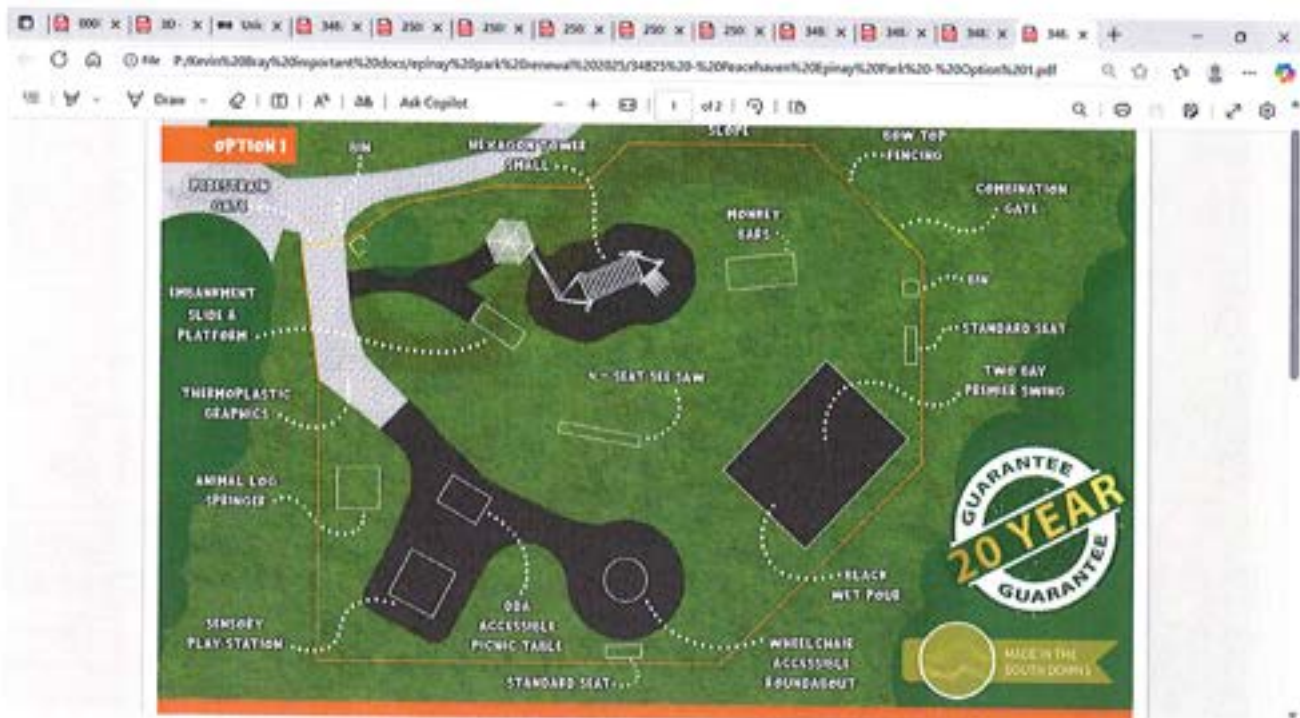 File P:/Kevin%20Bray%20important%20docs/epinay%20park%20renewal%202025/34825%20-%20Peacehaven%20Epinay%20Park%20-%20Option%201.pdf
Draw
Ask Copilot
1 of 2
OPTION 1
BIN
HEXAGON TOWER
SMALL
SLOPE
BOW TOP
FENCING
PEDESTRAIN
GATE
COMBINATION
GATE
MONKEY
BARS
BIN
EMBANKMENT
SLIDE &
PLATFORM
STANDARD SEAT
4 - SEAT SEE SAW
TWO BAY
PREMIER SWING
THERMOPLASTIC
GRAPHICS
ANIMAL LOG
SPRINGER
GUARANTEE
20 YEAR
GUARANTEE
BLACK
WET POUR
SENSORY
PLAY STATION
DDA
ACCESSIBLE
PICNIC TABLE
WHEELCHAIR
ACCESSIBLE
ROUNDABOUT
STANDARD SEAT
MADE IN THE
SOUTH DOWNS